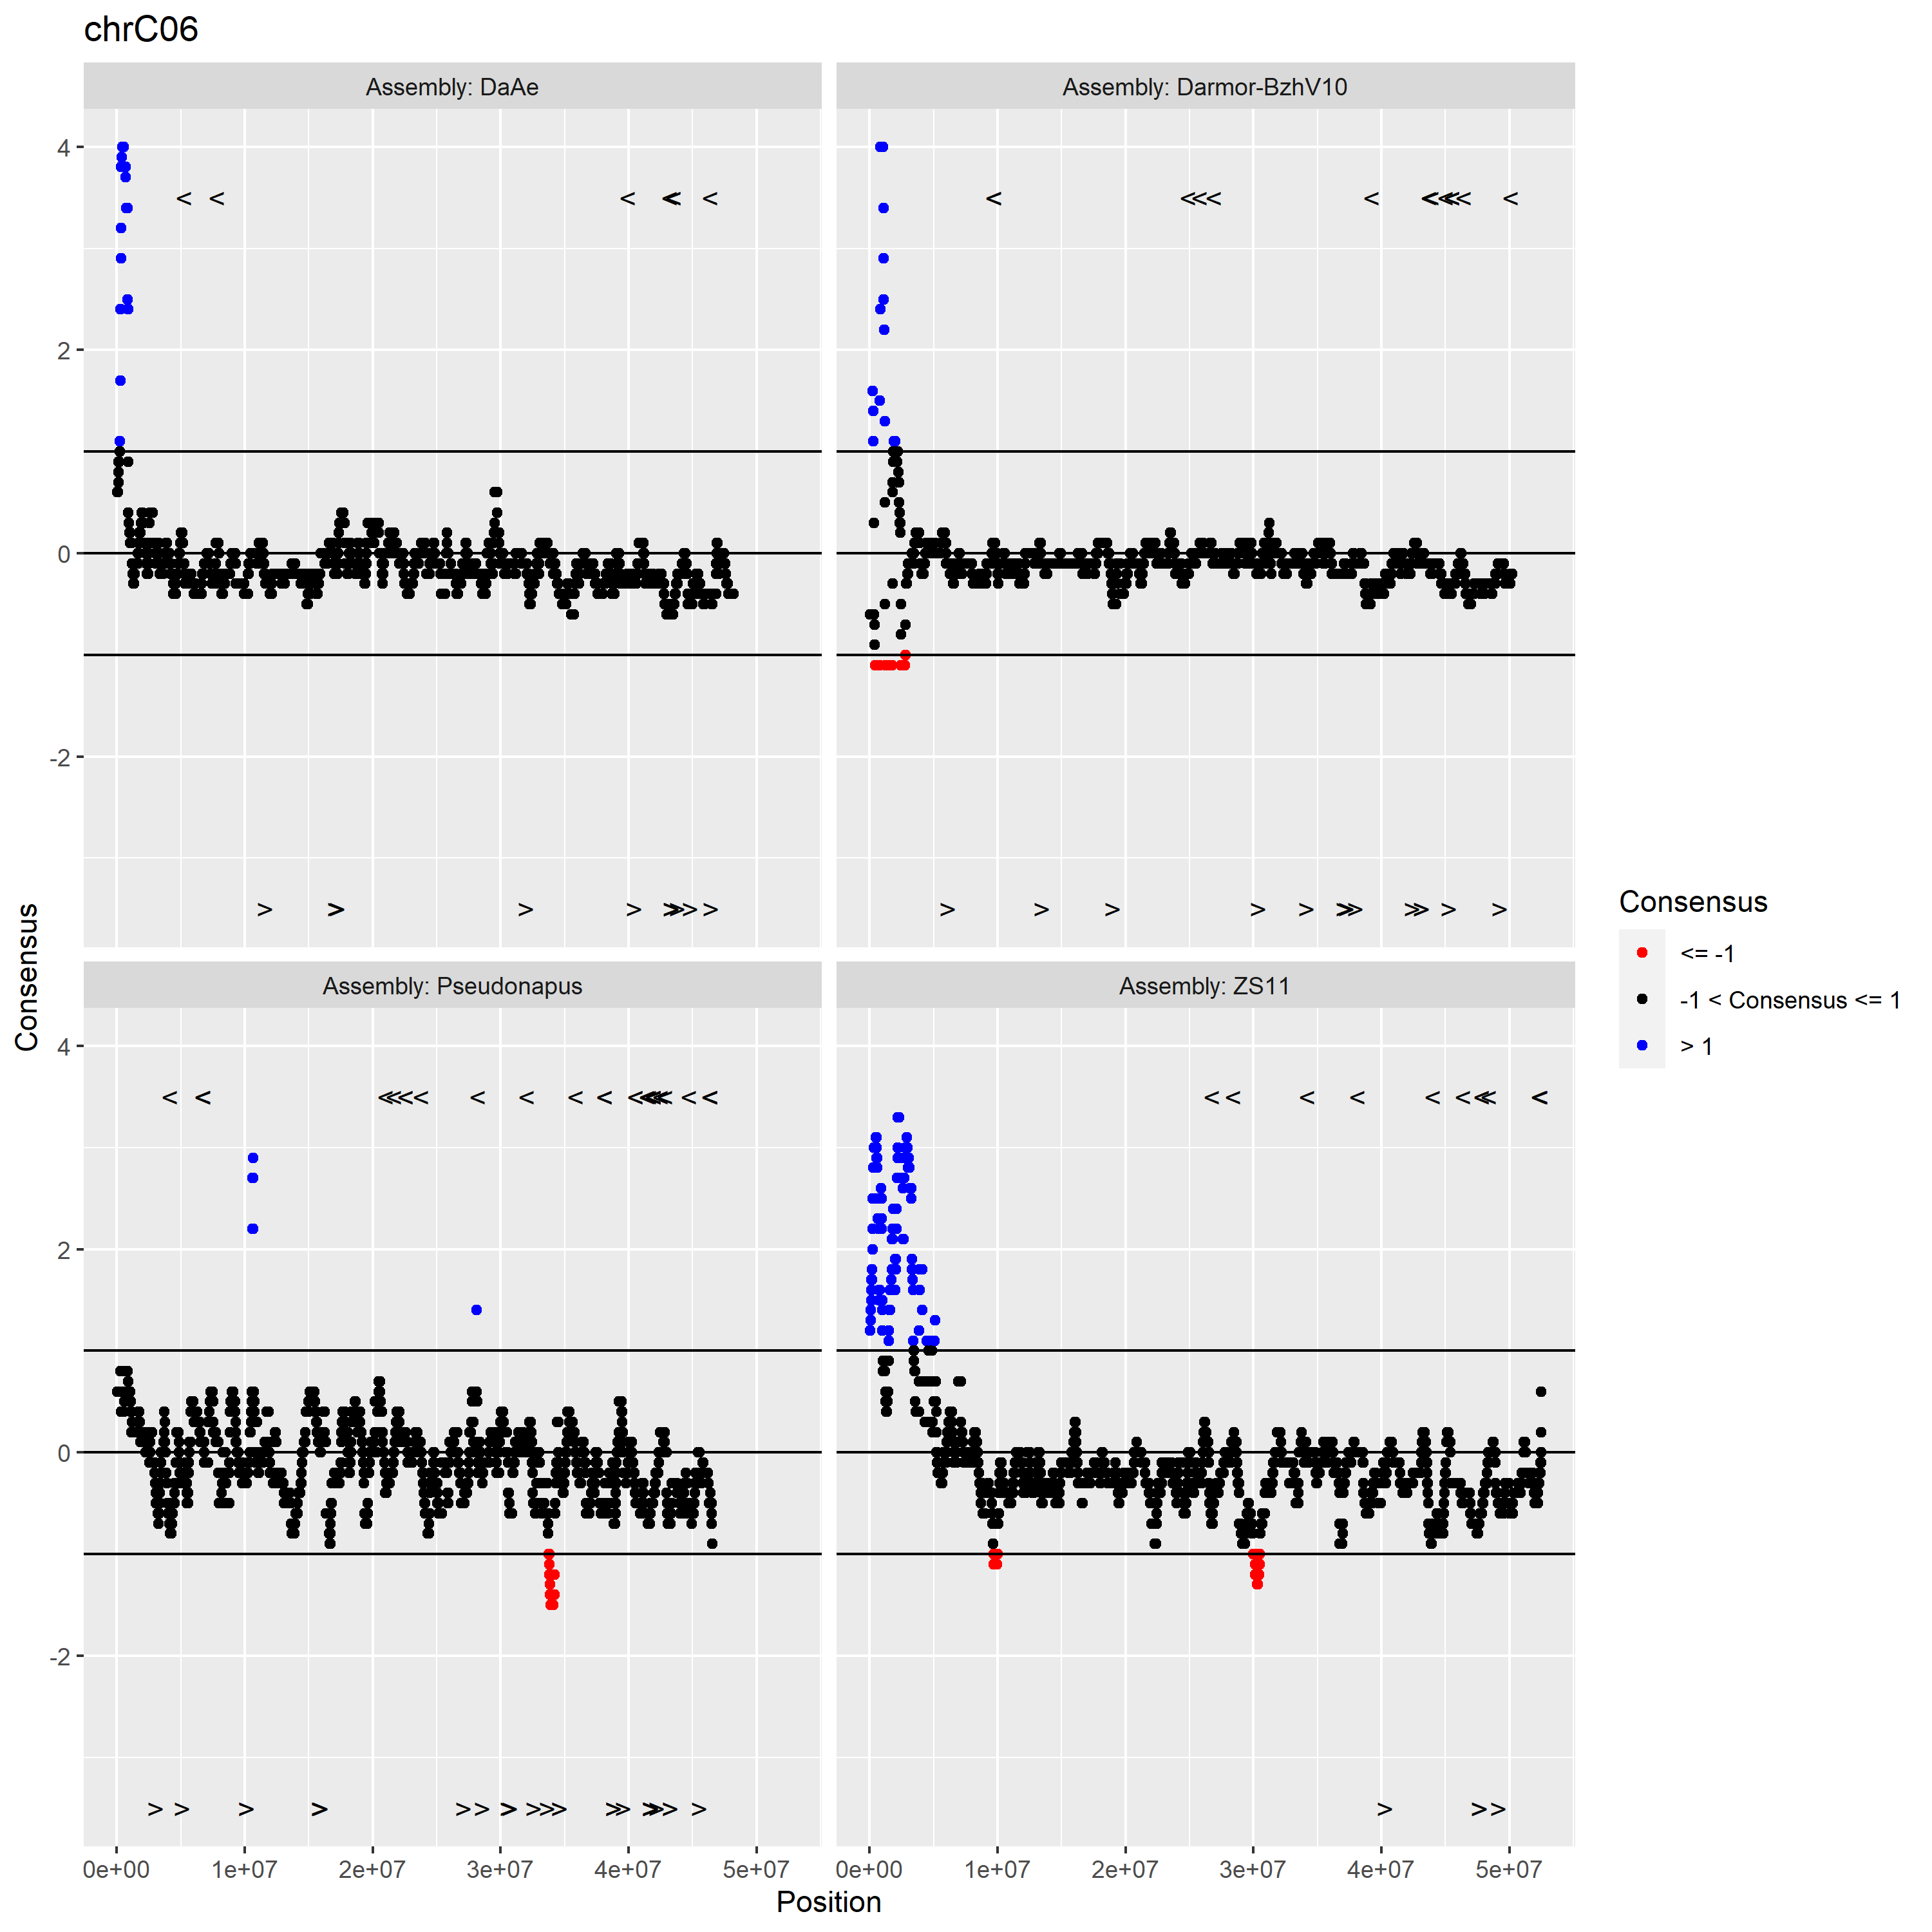 chrC06
Assembly: DaAe
Assembly: Darmor-BzhV10
4
2
0
-2
Assembly: Pseudonapus
Assembly: ZS11
4
2
0
-2
0e+00 1e+07 2e+07 3e+07 4e+07 5e+07
0e+00 1e+07 2e+07 3e+07 4e+07 5e+07
Position
Consensus
Consensus
<= -1
-1 < Consensus <= 1
> 1